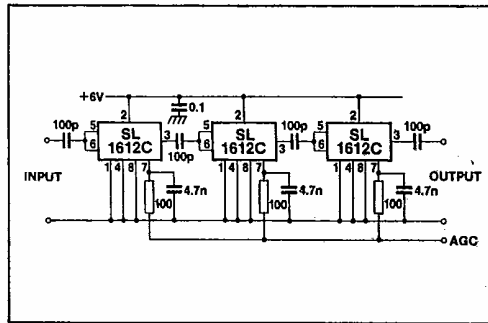 +6V
0.1
2
2
2
100p
5
6
SL
1612C
3
100p
5
6
SL
1612C
3
100p
5
6
SL
1612C
3
100p
INPUT
1 4 8 7
4.7n
1 4 8 7
4.7n
1 4 8 7
4.7n
OUTPUT
100
100
100
AGC